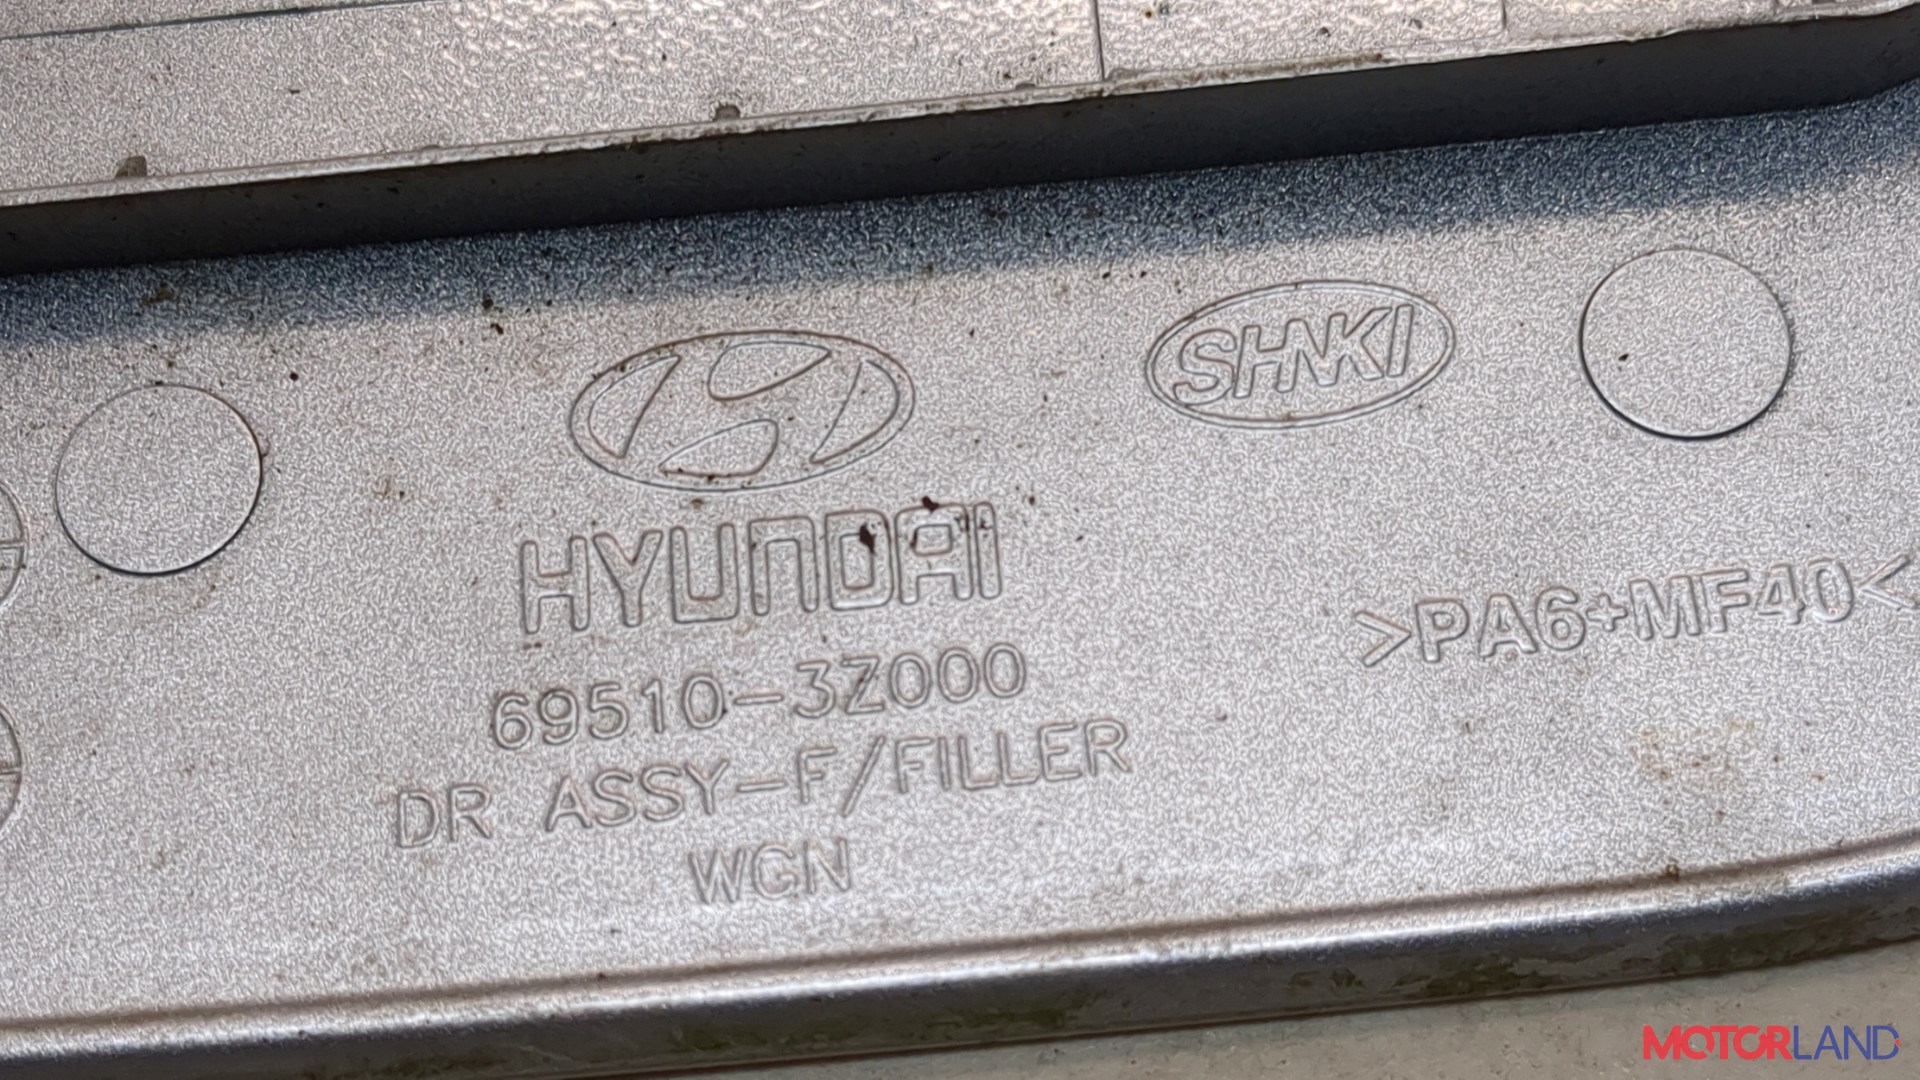 SHNKI
HYUNDAI
>PA6+MF40<
69510-3Z000
DR ASSY-F/FILLER
WGN
MOTORLAND